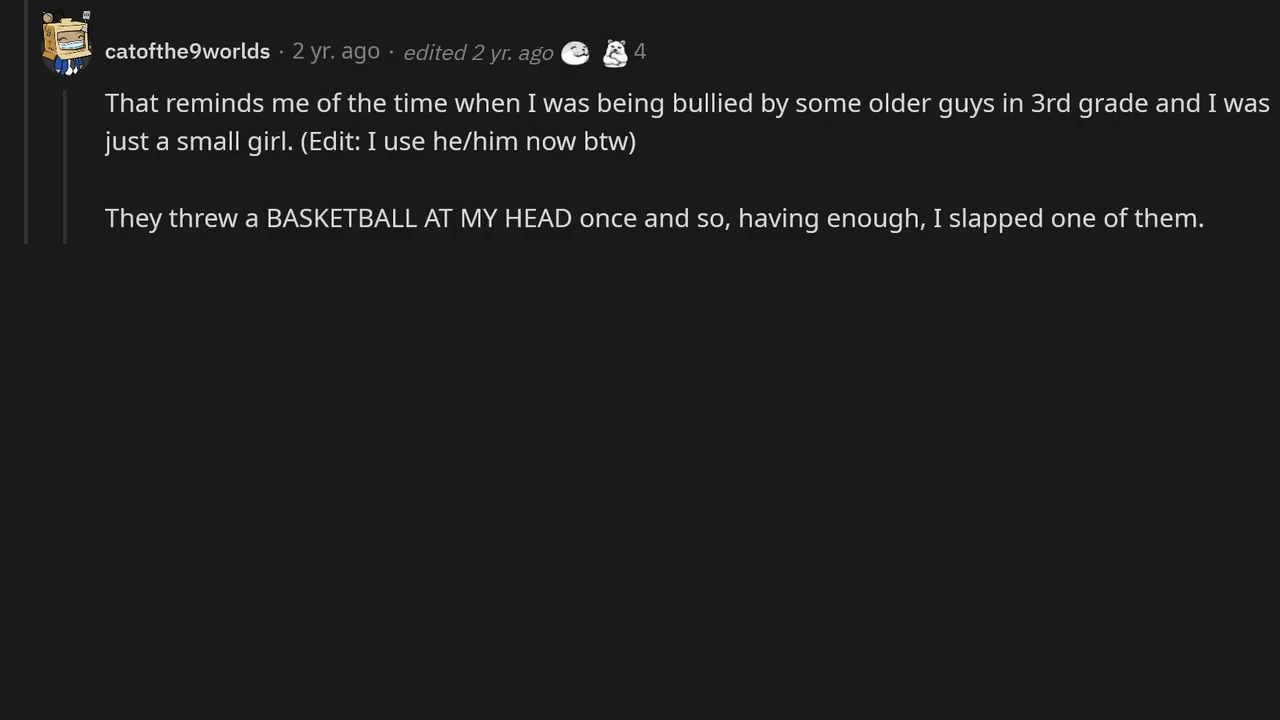 catofthe9worlds · 2 yr. ago · edited 2 yr. ago 4
That reminds me of the time when I was being bullied by some older guys in 3rd grade and I was
just a small girl. (Edit: I use he/him now btw)
They threw a BASKETBALL AT MY HEAD once and so, having enough, I slapped one of them.